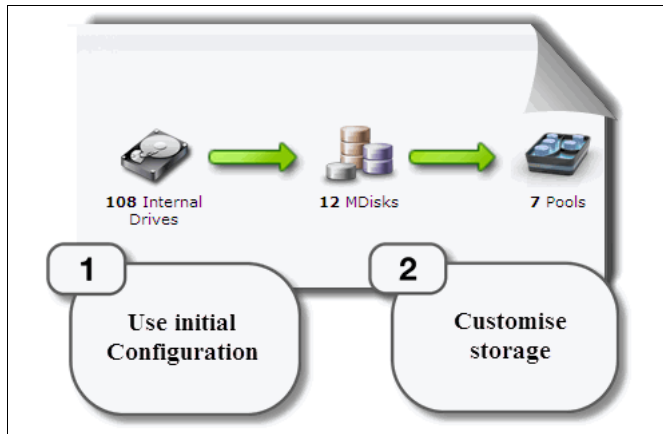 108 Internal
Drives
12 MDisks
7 Pools
1
Use initial
Configuration
2
Customise
storage